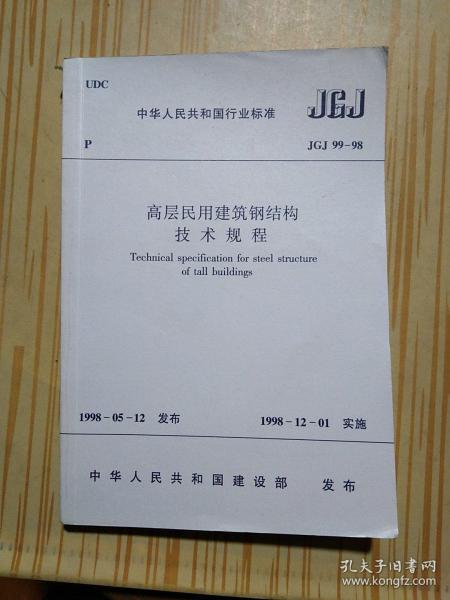 UDC
中华人民共和国行业标准
JGJ
P
JGJ 99-98
高层民用建筑钢结构
技术规程
Technical specification for steel structure
of tall buildings
1998-05-12 发布
1998-12-01 实施
中华人民共和国建设部 发布
孔夫子旧书网
www.kongfz.com